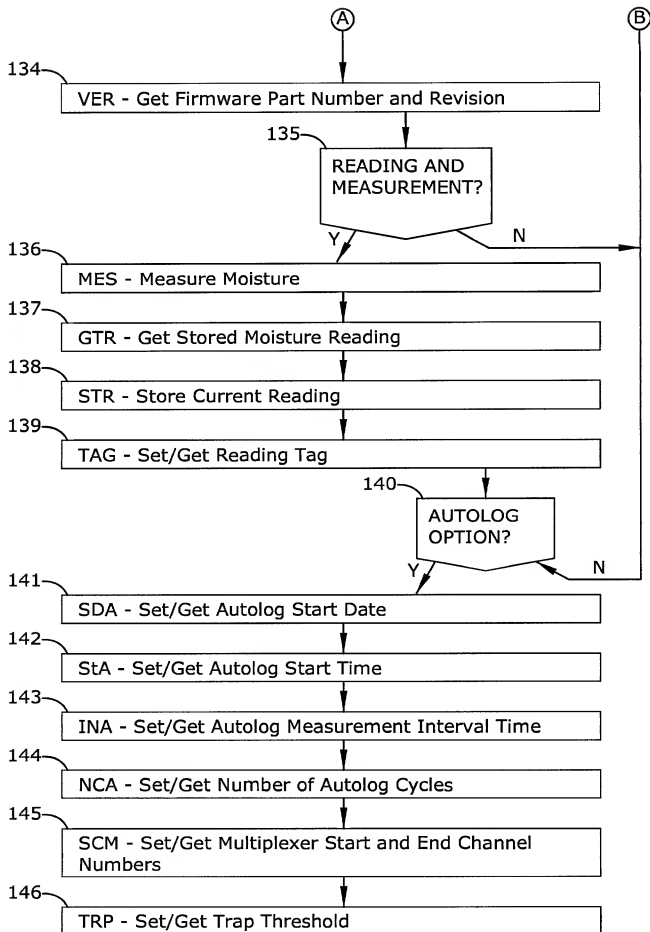 A
B
134
VER - Get Firmware Part Number and Revision
135
READING AND
MEASUREMENT?
Y
N
136
MES - Measure Moisture
137
GTR - Get Stored Moisture Reading
138
STR - Store Current Reading
139
TAG - Set/Get Reading Tag
140
AUTOLOG
OPTION?
Y
N
141
SDA - Set/Get Autolog Start Date
142
StA - Set/Get Autolog Start Time
143
INA - Set/Get Autolog Measurement Interval Time
144
NCA - Set/Get Number of Autolog Cycles
145
SCM - Set/Get Multiplexer Start and End Channel
Numbers
146
TRP - Set/Get Trap Threshold